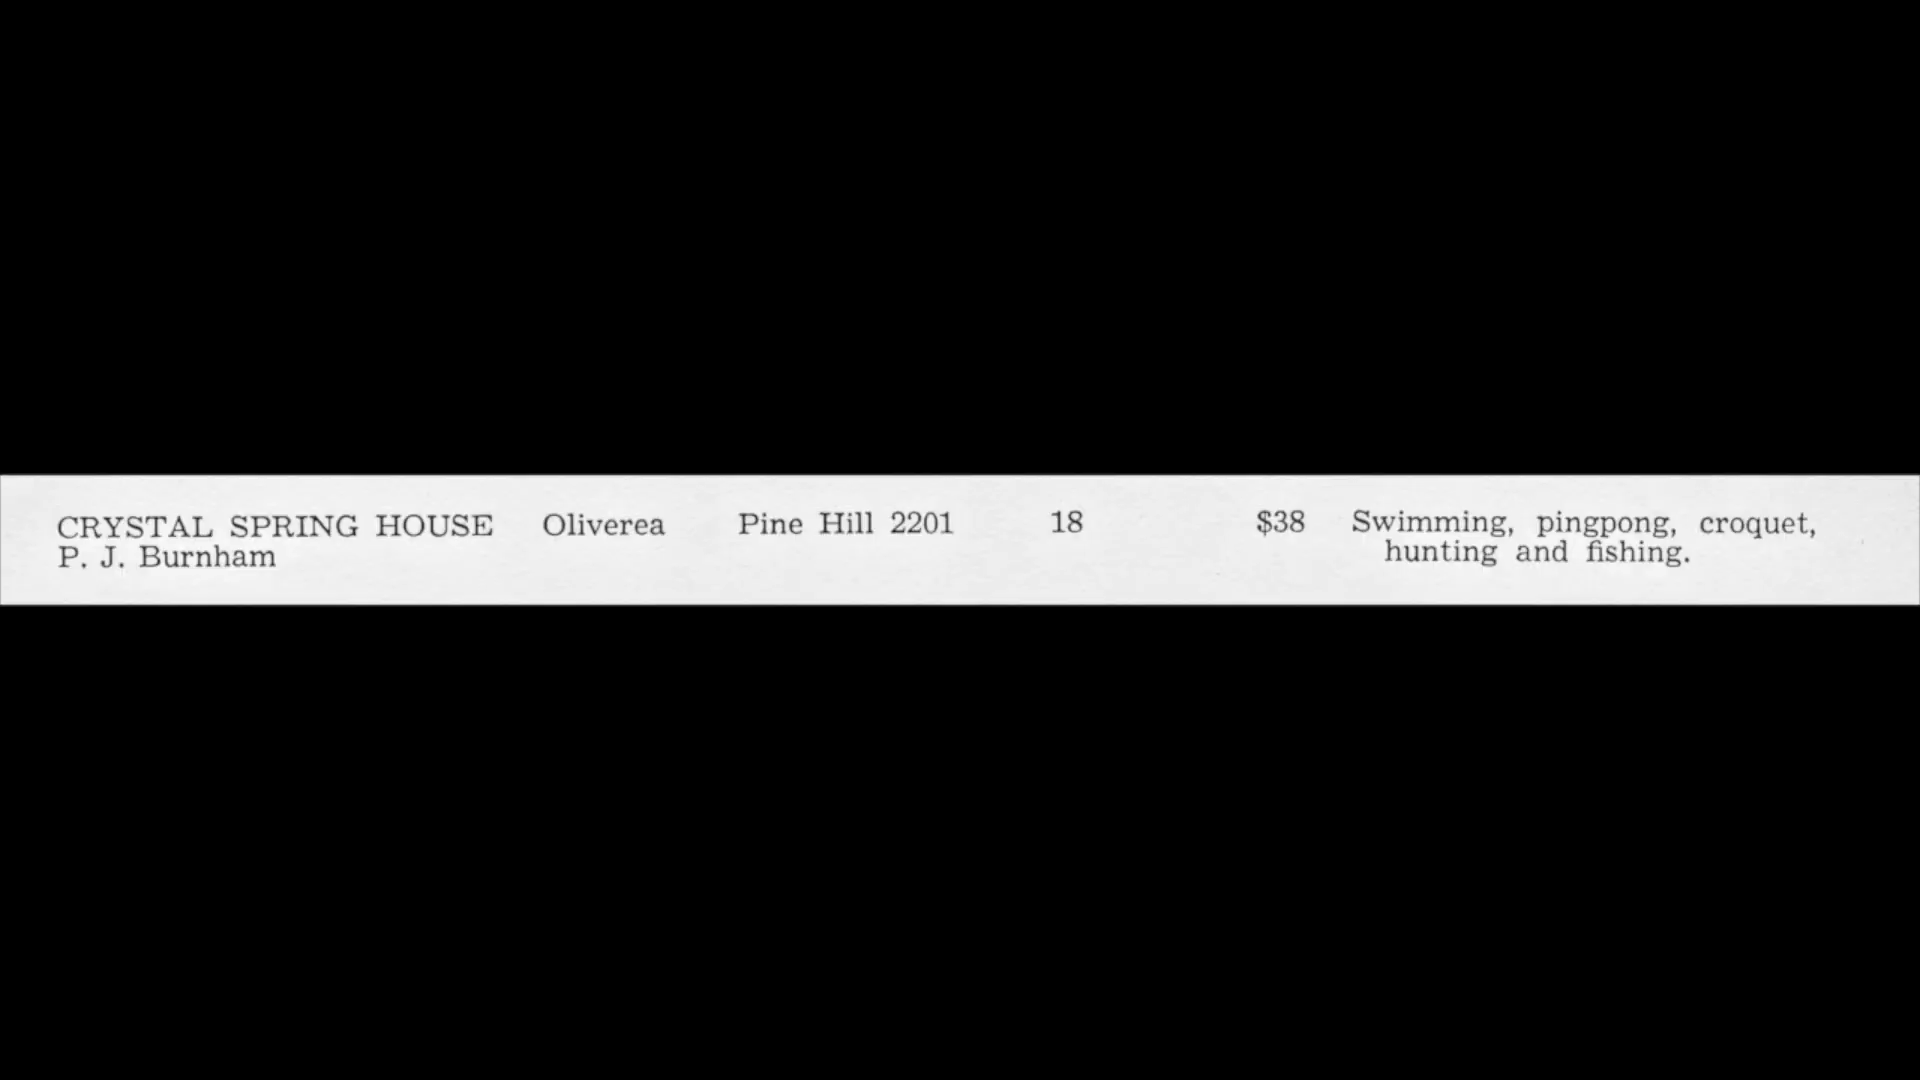 CRYSTAL SPRING HOUSE Oliverea Pine Hill 2201 18 $38 Swimming, pingpong, croquet,
P. J. Burnham hunting and fishing.